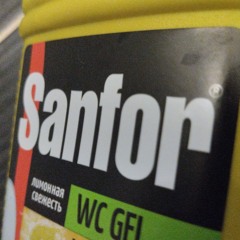 Sanfor®
лимонная
свежесть
WC GEL